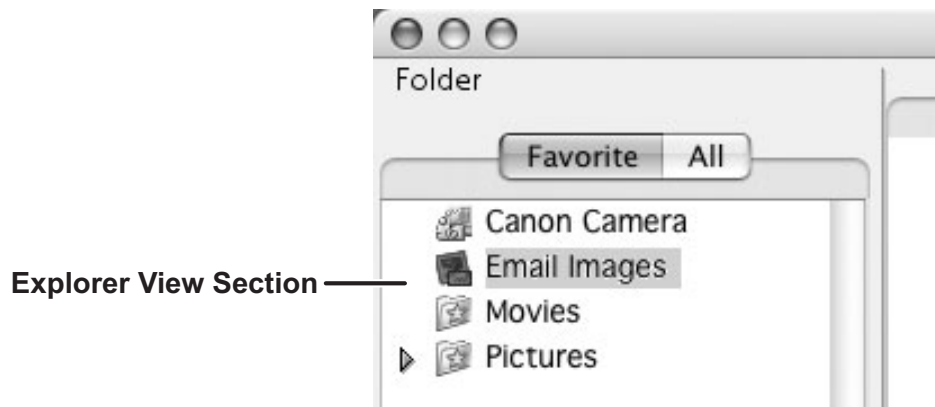 Folder
Favorite All
Canon Camera
Email Images
Explorer View Section
Movies
Pictures